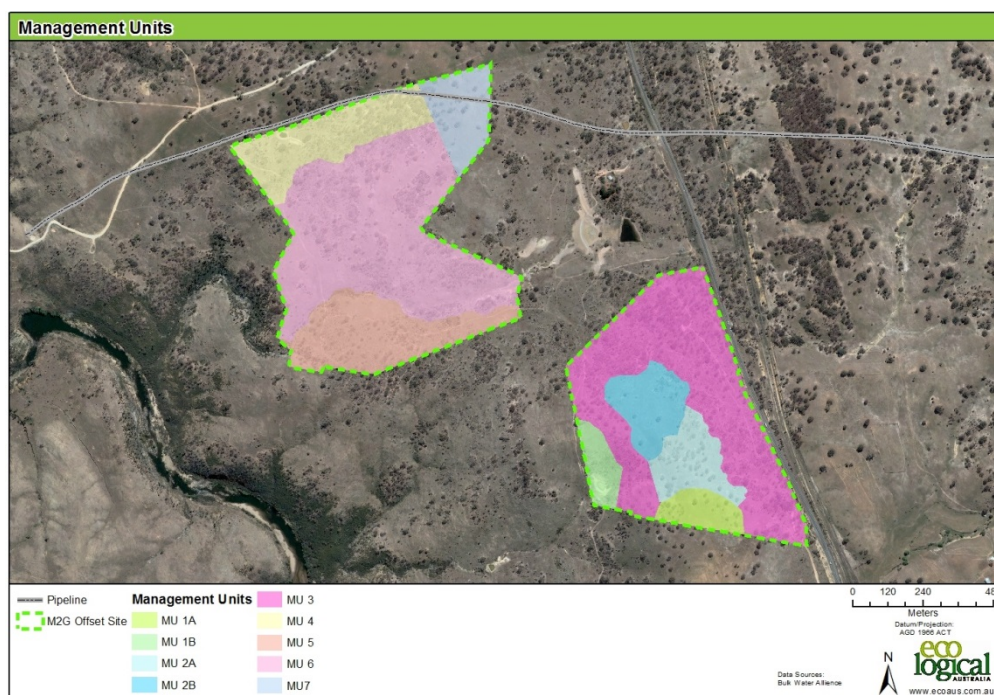 Management Units
Pipeline
M2G Offset Site
Management Units
MU 1A
MU 1B
MU 2A
MU 2B
MU 3
MU 4
MU 5
MU 6
MU7
0 120 240 48
Meters
Datum/Projection:
AGD 1966 ACT
Data Sources:
Bulk Water Alliance
N
eco
logical
AUSTRALIA
www.ecoaus.com.au